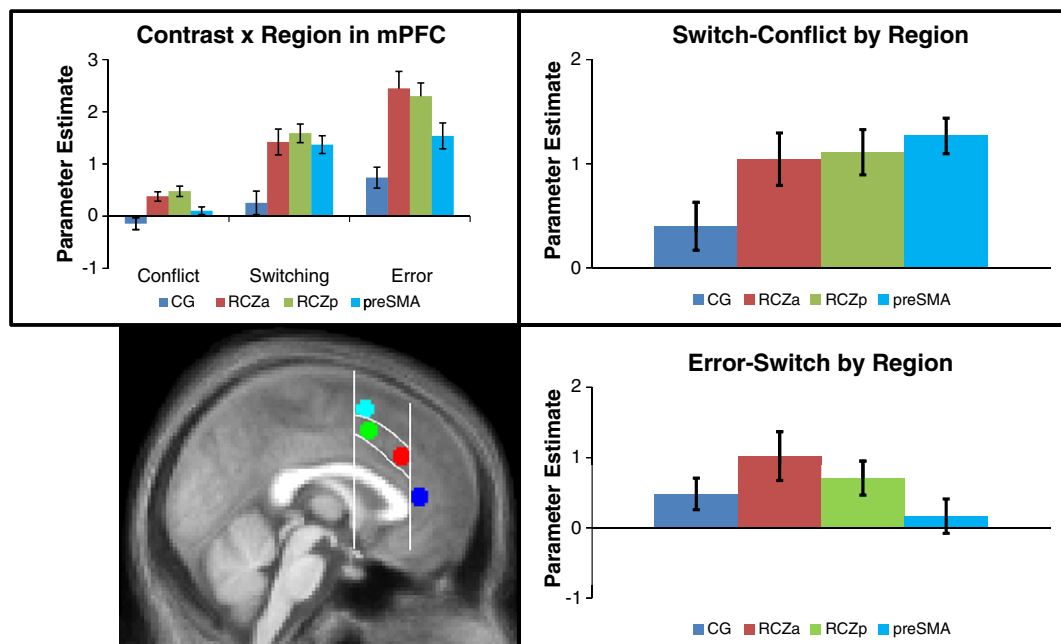 Contrast x Region in mPFC
Parameter Estimate
3
2
1
0
-1
Conflict Switching Error
CG RCZa RCZp preSMA
Switch-Conflict by Region
Parameter Estimate
2
1
0
CG RCZa RCZp preSMA
Error-Switch by Region
Parameter Estimate
2
1
0
-1
CG RCZa RCZp preSMA